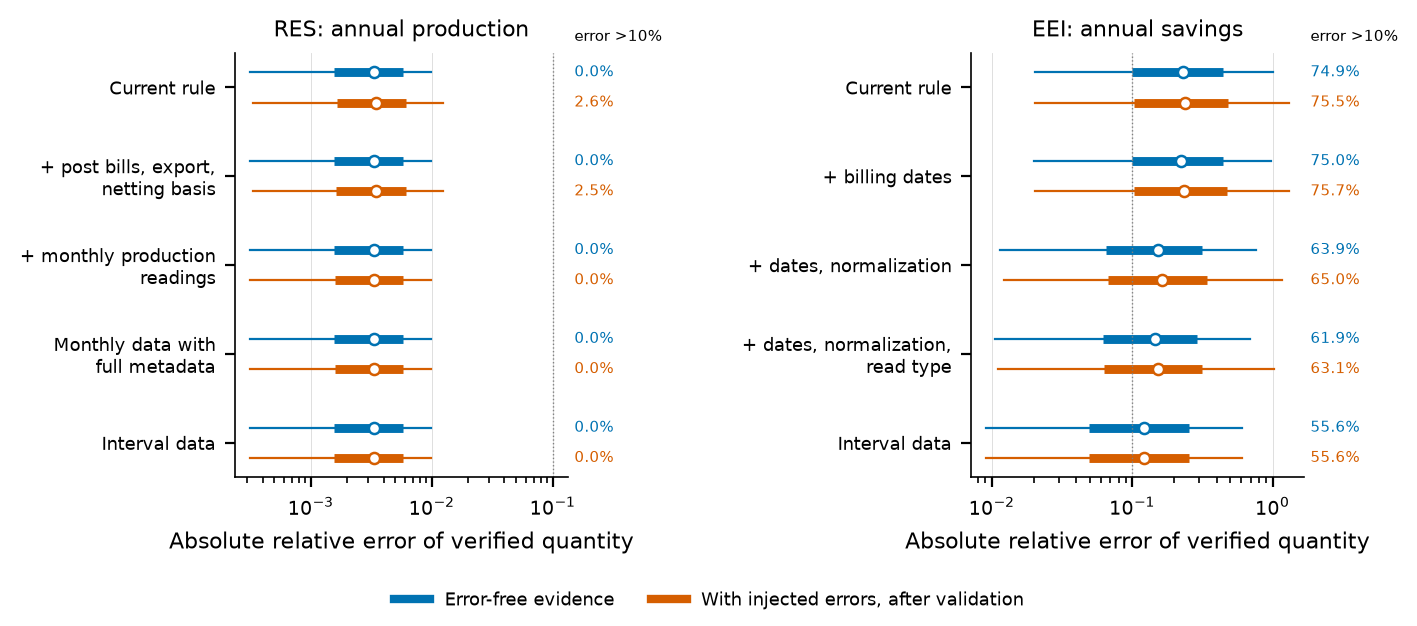 RES: annual production
error >10%
Current rule
0.0%
2.6%
+ post bills, export,
netting basis
0.0%
2.5%
+ monthly production
readings
0.0%
0.0%
Monthly data with
full metadata
0.0%
0.0%
Interval data
0.0%
0.0%
10⁻³ 10⁻² 10⁻¹
Absolute relative error of verified quantity
EEI: annual savings
error >10%
Current rule
74.9%
75.5%
+ billing dates
75.0%
75.7%
+ dates, normalization
63.9%
65.0%
+ dates, normalization,
read type
61.9%
63.1%
Interval data
55.6%
55.6%
10⁻² 10⁻¹ 10⁰
Absolute relative error of verified quantity
Error-free evidence
With injected errors, after validation